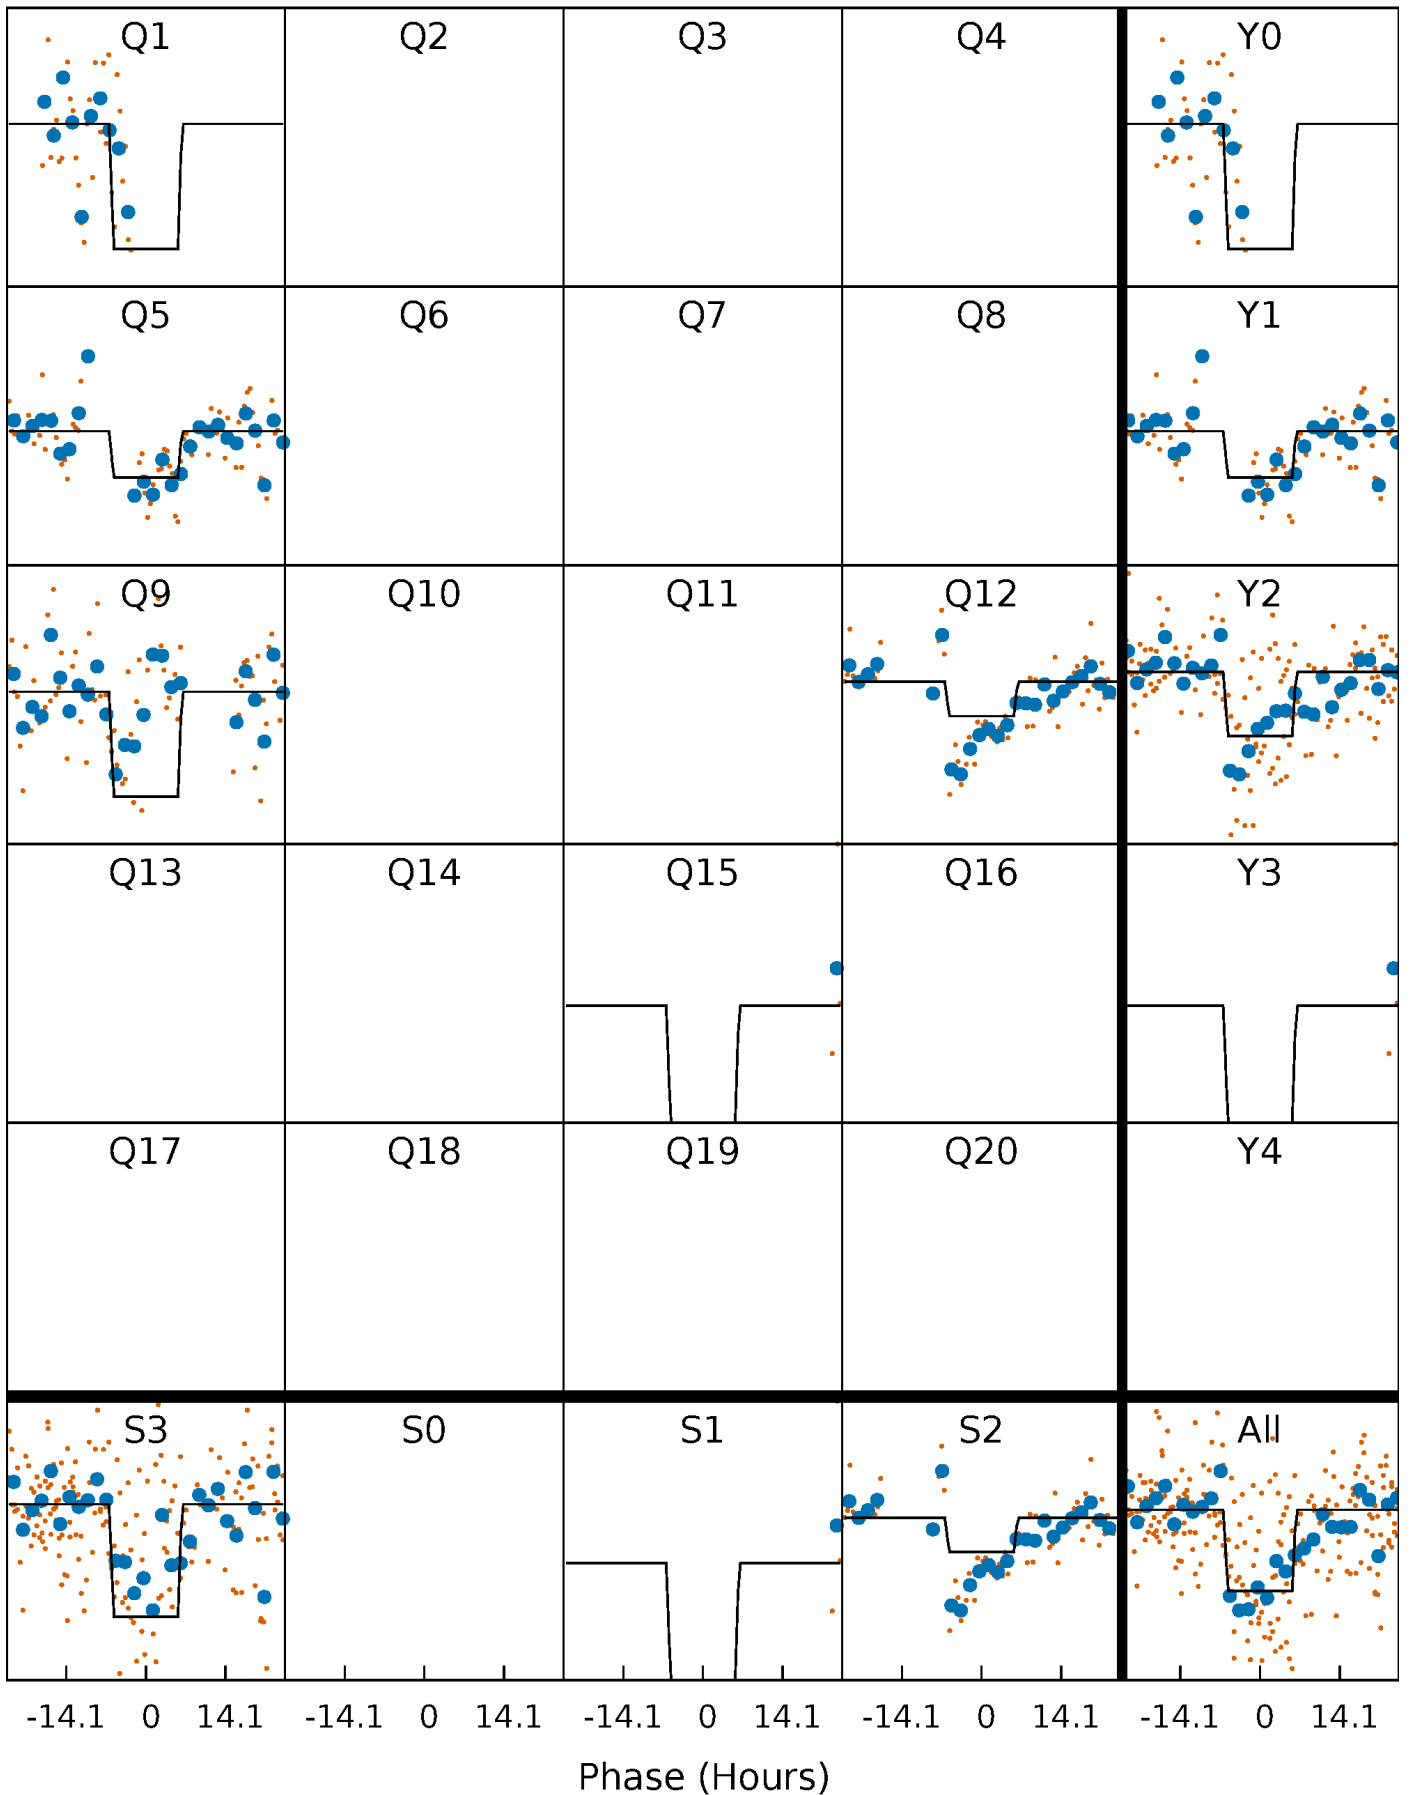 Q1 Q2 Q3 Q4 Y0
Q5 Q6 Q7 Q8 Y1
Q9 Q10 Q11 Q12 Y2
Q13 Q14 Q15 Q16 Y3
Q17 Q18 Q19 Q20 Y4
S3 S0 S1 S2 All
-14.1 0 14.1 -14.1 0 14.1 -14.1 0 14.1 -14.1 0 14.1 -14.1 0 14.1
Phase (Hours)